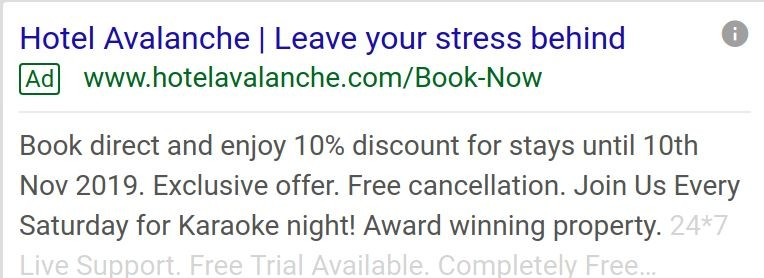 Hotel Avalanche | Leave your stress behind
Ad www.hotelavalanche.com/Book-Now
Book direct and enjoy 10% discount for stays until 10th
Nov 2019. Exclusive offer. Free cancellation. Join Us Every
Saturday for Karaoke night! Award winning property. 24*7
Live Support. Free Trial Available. Completely Free...